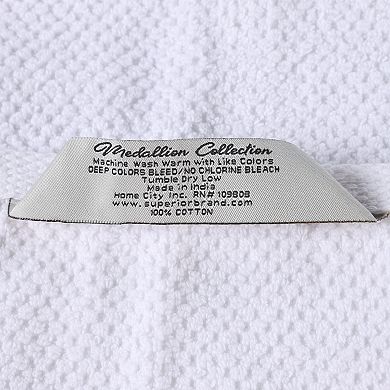 Medallion Collection
Machine Wash Warm with Like Colors
DEEP COLORS BLEED/NO CHLORINE BLEACH
Tumble Dry Low
Made in India
Home City Inc. RN# 109808
www.superiorbrand.com
100% COTTON